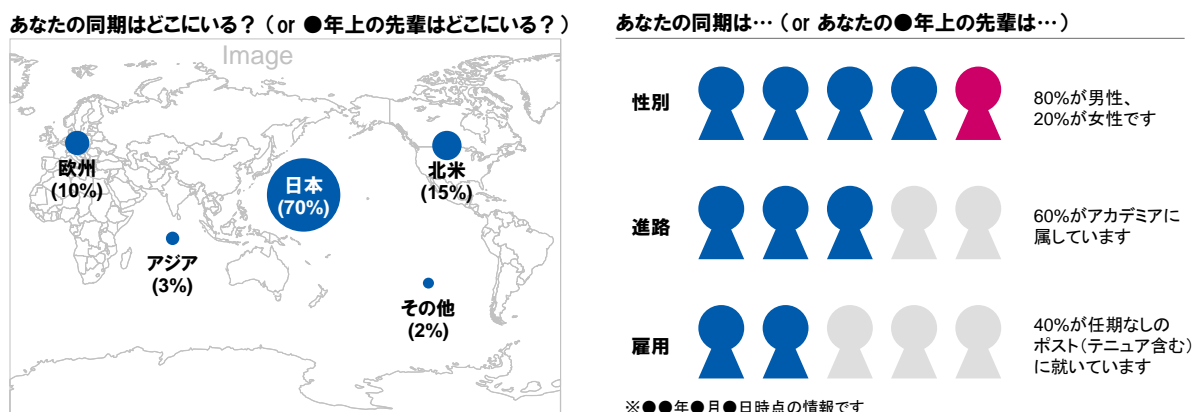 あなたの同期はどこにいる？（or ●年上の先輩はどこにいる？）
Image
欧州
(10%)
日本
(70%)
北米
(15%)
アジア
(3%)
その他
(2%)
あなたの同期は…（or あなたの●年上の先輩は…）
性別
80%が男性、
20%が女性です
進路
60%がアカデミアに
属しています
雇用
40%が任期なしの
ポスト（テニュア含む）
に就いています
※●●年●月●日時点の情報です